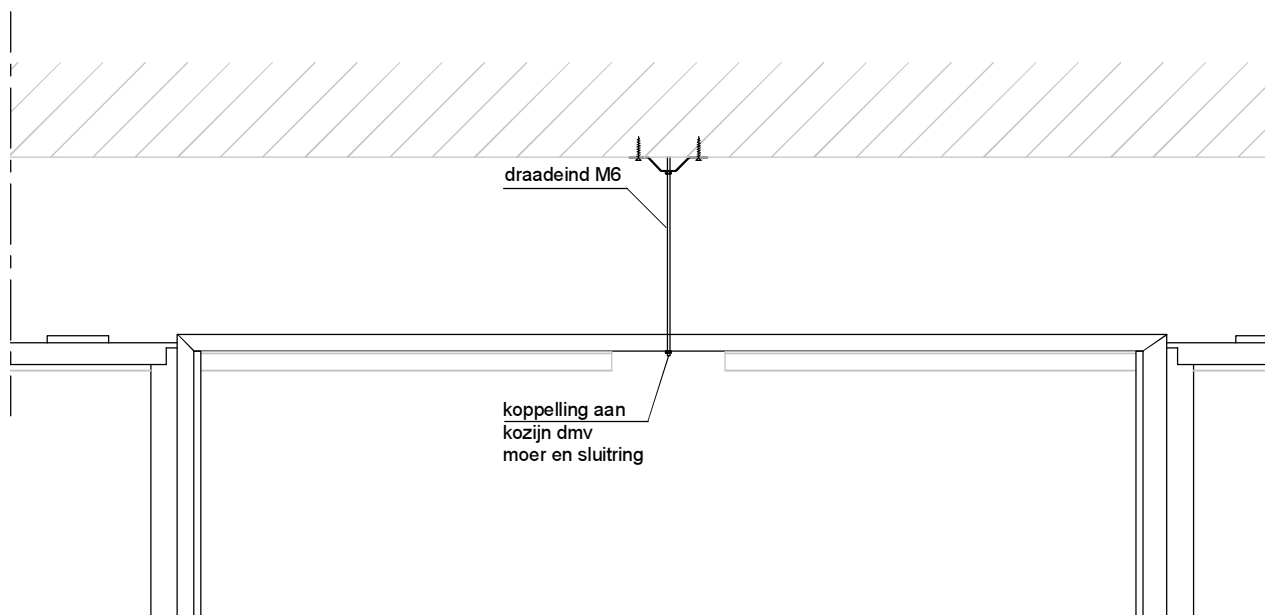 draadeind M6
koppelling aan
kozijn dmv
moer en sluitring